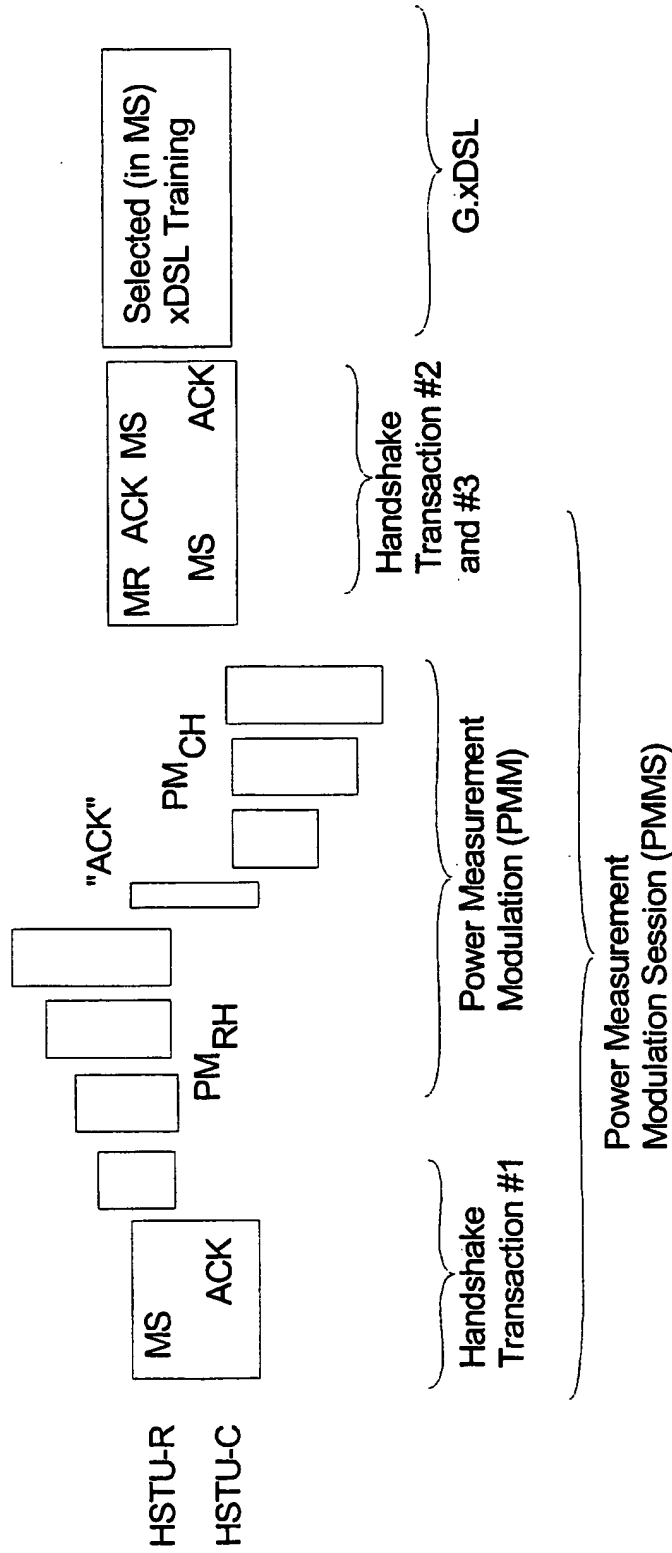 HSTU-R
HSTU-C
MS
ACK
PM RH
"ACK"
PM CH
MR ACK MS
MS ACK
Selected (in MS)
xDSL Training
Handshake
Transaction #1
Power Measurement
Modulation (PMM)
Handshake
Transaction #2
and #3
G.xDSL
Power Measurement
Modulation Session (PMMS)